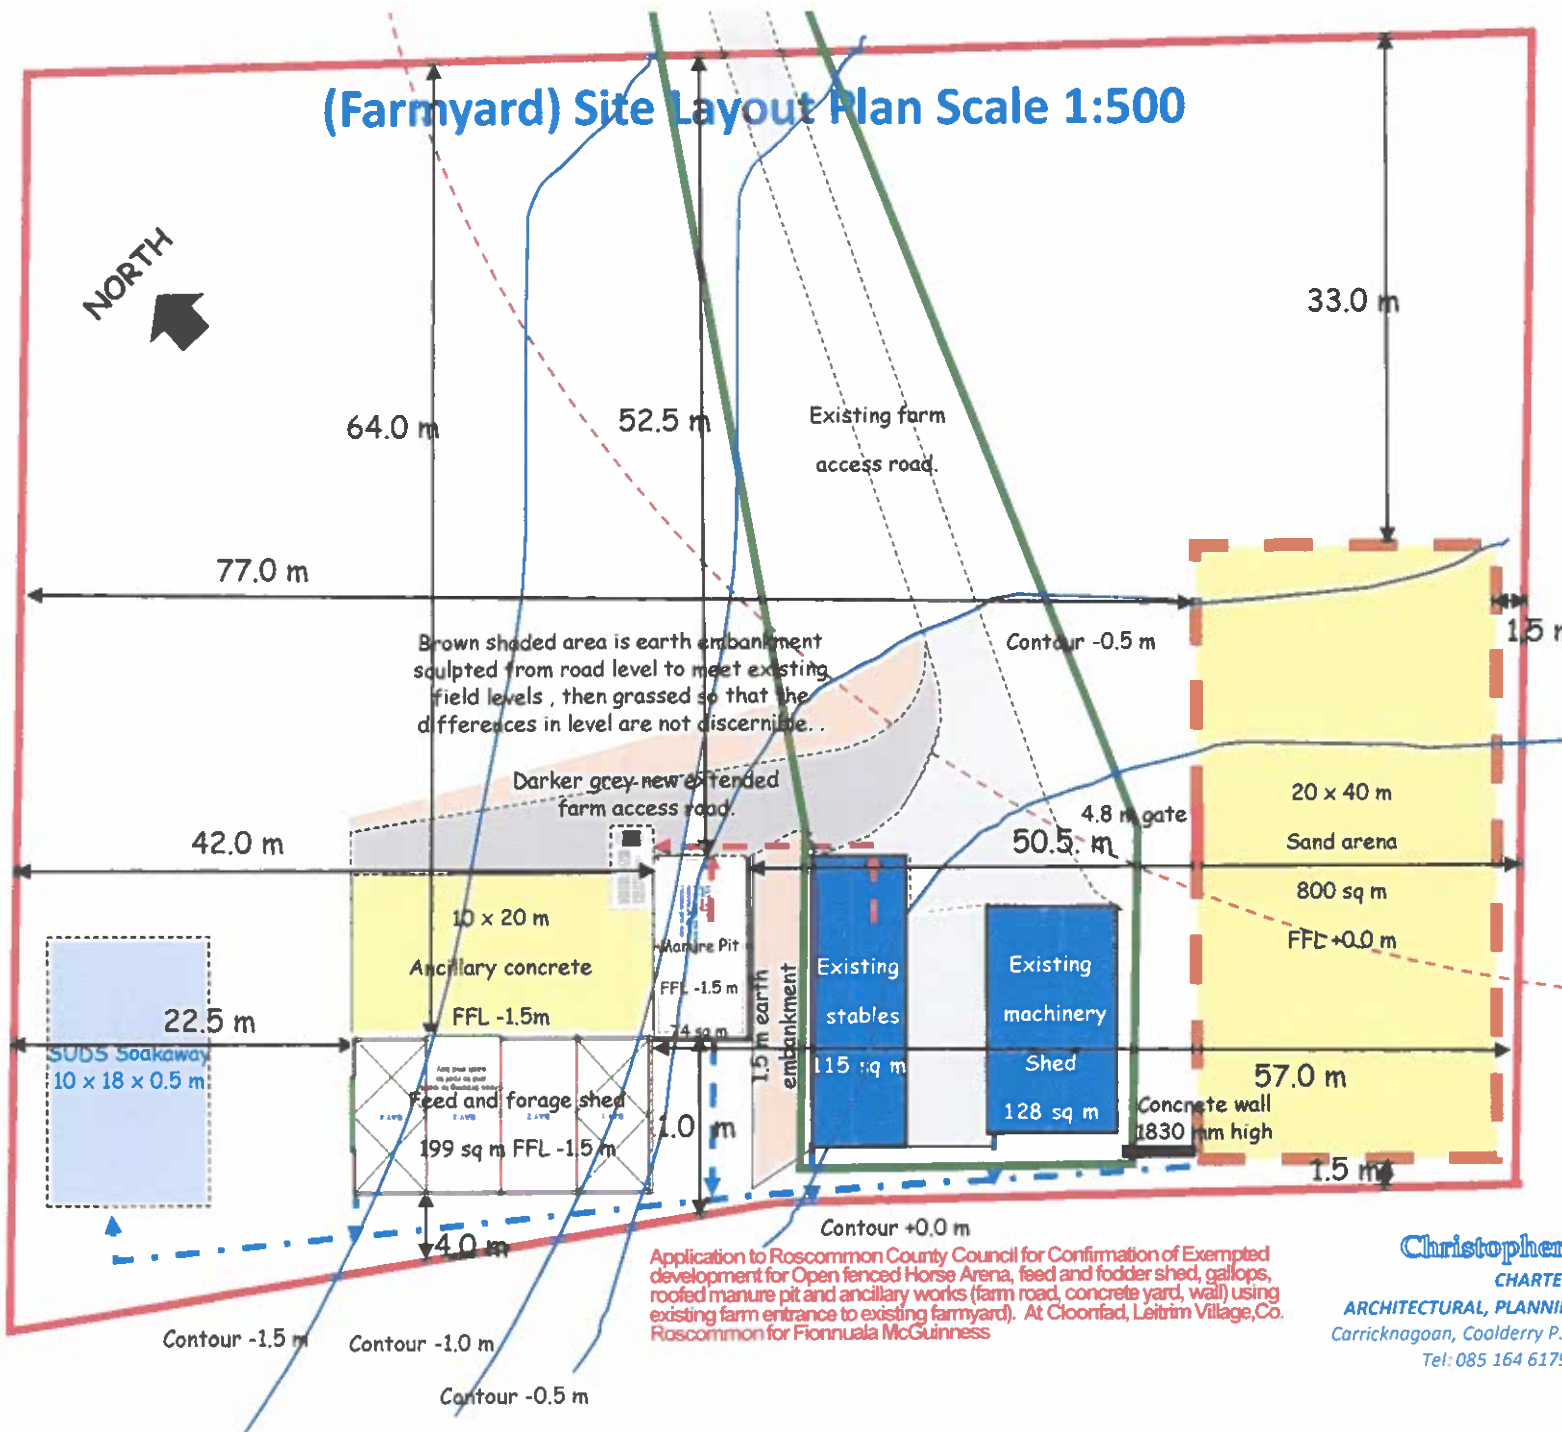 (Farmyard) Site Layout Plan Scale 1:500
NORTH
33.0 m
64.0 m
52.5 m
Existing farm
access road.
77.0 m
1.5 m
Contour -0.5 m
Brown shaded area is earth embankment
sculpted from road level to meet existing
field levels , then grassed so that the
differences in level are not discernible. .
Darker grey new extended
farm access road.
4.8 m gate
20 x 40 m
Sand arena
800 sq m
FFL +0.0 m
42.0 m
50.5. m
10 x 20 m
Ancillary concrete
FFL -1.5m
Manure Pit
FFL -1.5 m
74 sq m
1.5 m earth
embankment
Existing
stables
115 sq m
Existing
machinery
Shed
128 sq m
22.5 m
SUDS Soakaway
10 x 18 x 0.5 m
57.0 m
Feed and forage shed
199 sq m FFL -1.5 m
1.0 m
Concrete wall
1830 mm high
1.5 m
4.0 m
Contour +0.0 m
Contour -1.5 m
Contour -1.0 m
Contour -0.5 m
Application to Roscommon County Council for Confirmation of Exempted
development for Open fenced Horse Arena, feed and fodder shed, gallops,
roofed manure pit and ancillary works (farm road, concrete yard, wall) using
existing farm entrance to existing farmyard). At Cloonfad, Leitrim Village,Co.
Roscommon for Fionnuala McGuinness
Christopher
CHARTE
ARCHITECTURAL, PLANNI
Carricknagoan, Coolderry P.
Tel: 085 164 6179